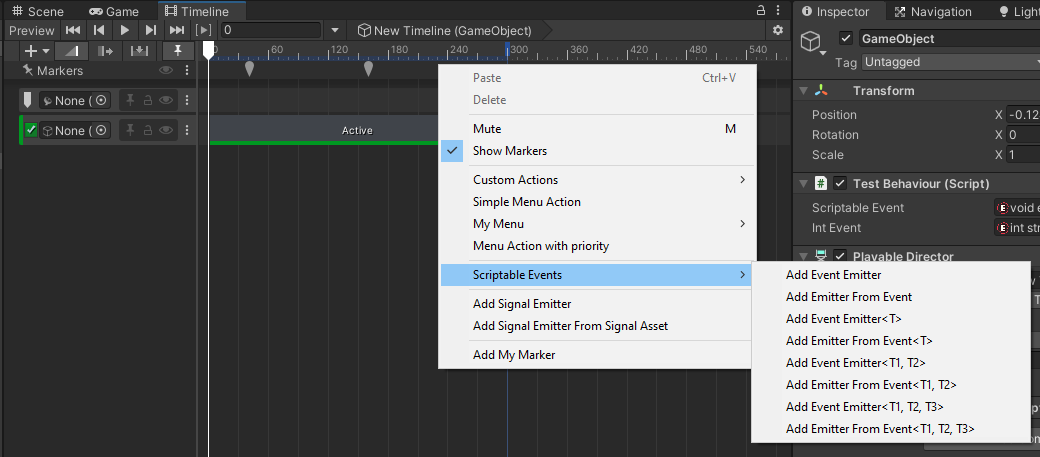 Scene
Game
Timeline
Inspector
Navigation
Preview
0
New Timeline (GameObject)
GameObject
Tag Untagged
0 60 120 180 240 300 360 420 480 540
Markers
None (
None (
Active
Paste Ctrl+V
Delete
Mute M
Show Markers
Custom Actions
Simple Menu Action
My Menu
Menu Action with priority
Scriptable Events
Add Signal Emitter
Add Signal Emitter From Signal Asset
Add My Marker
Add Event Emitter
Add Emitter From Event
Add Event Emitter<T>
Add Emitter From Event<T>
Add Event Emitter<T1, T2>
Add Emitter From Event<T1, T2>
Add Event Emitter<T1, T2, T3>
Add Emitter From Event<T1, T2, T3>
Transform
Position X -0.12
Rotation X 0
Scale X 1
Test Behaviour (Script)
Scriptable Event void e
Int Event int str
Playable Director